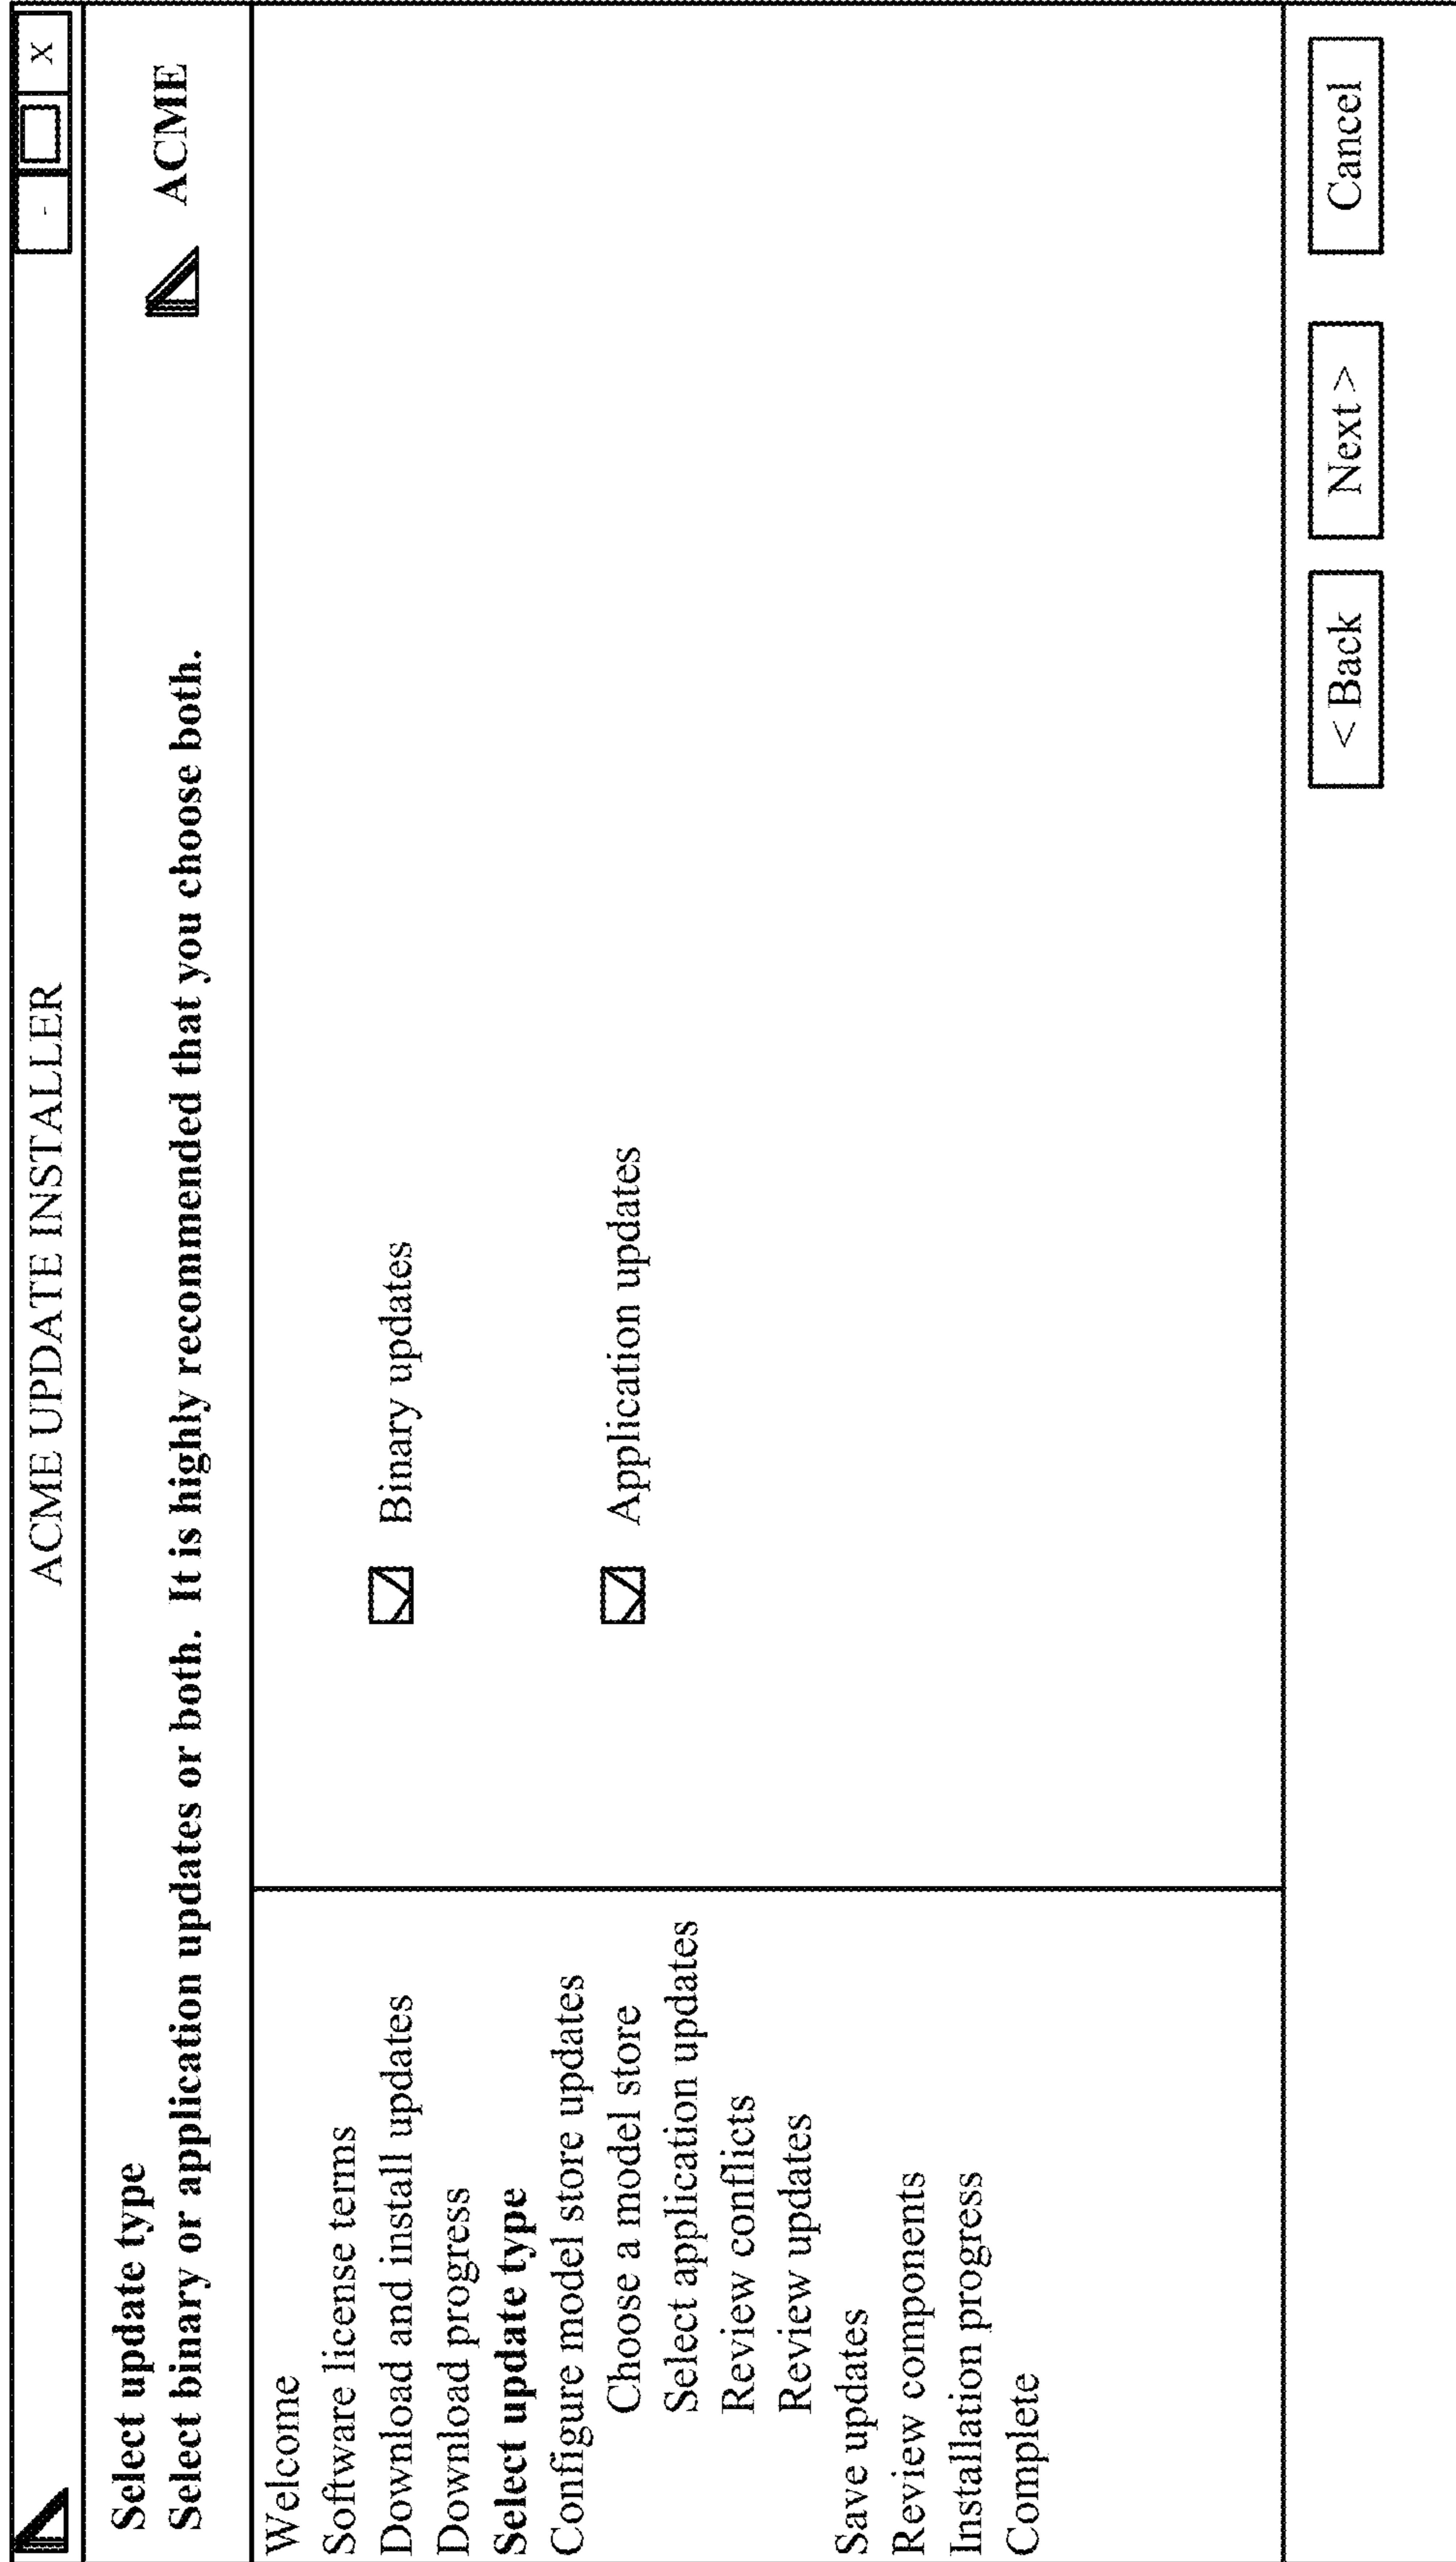 ACME UPDATE INSTALLER
- X
Select update type
Select binary or application updates or both. It is highly recommended that you choose both.
ACME
Welcome
Software license terms
Download and install updates
Download progress
Select update type
Configure model store updates
Choose a model store
Select application updates
Review conflicts
Review updates
Save updates
Review components
Installation progress
Complete
Binary updates
Application updates
< Back
Next >
Cancel